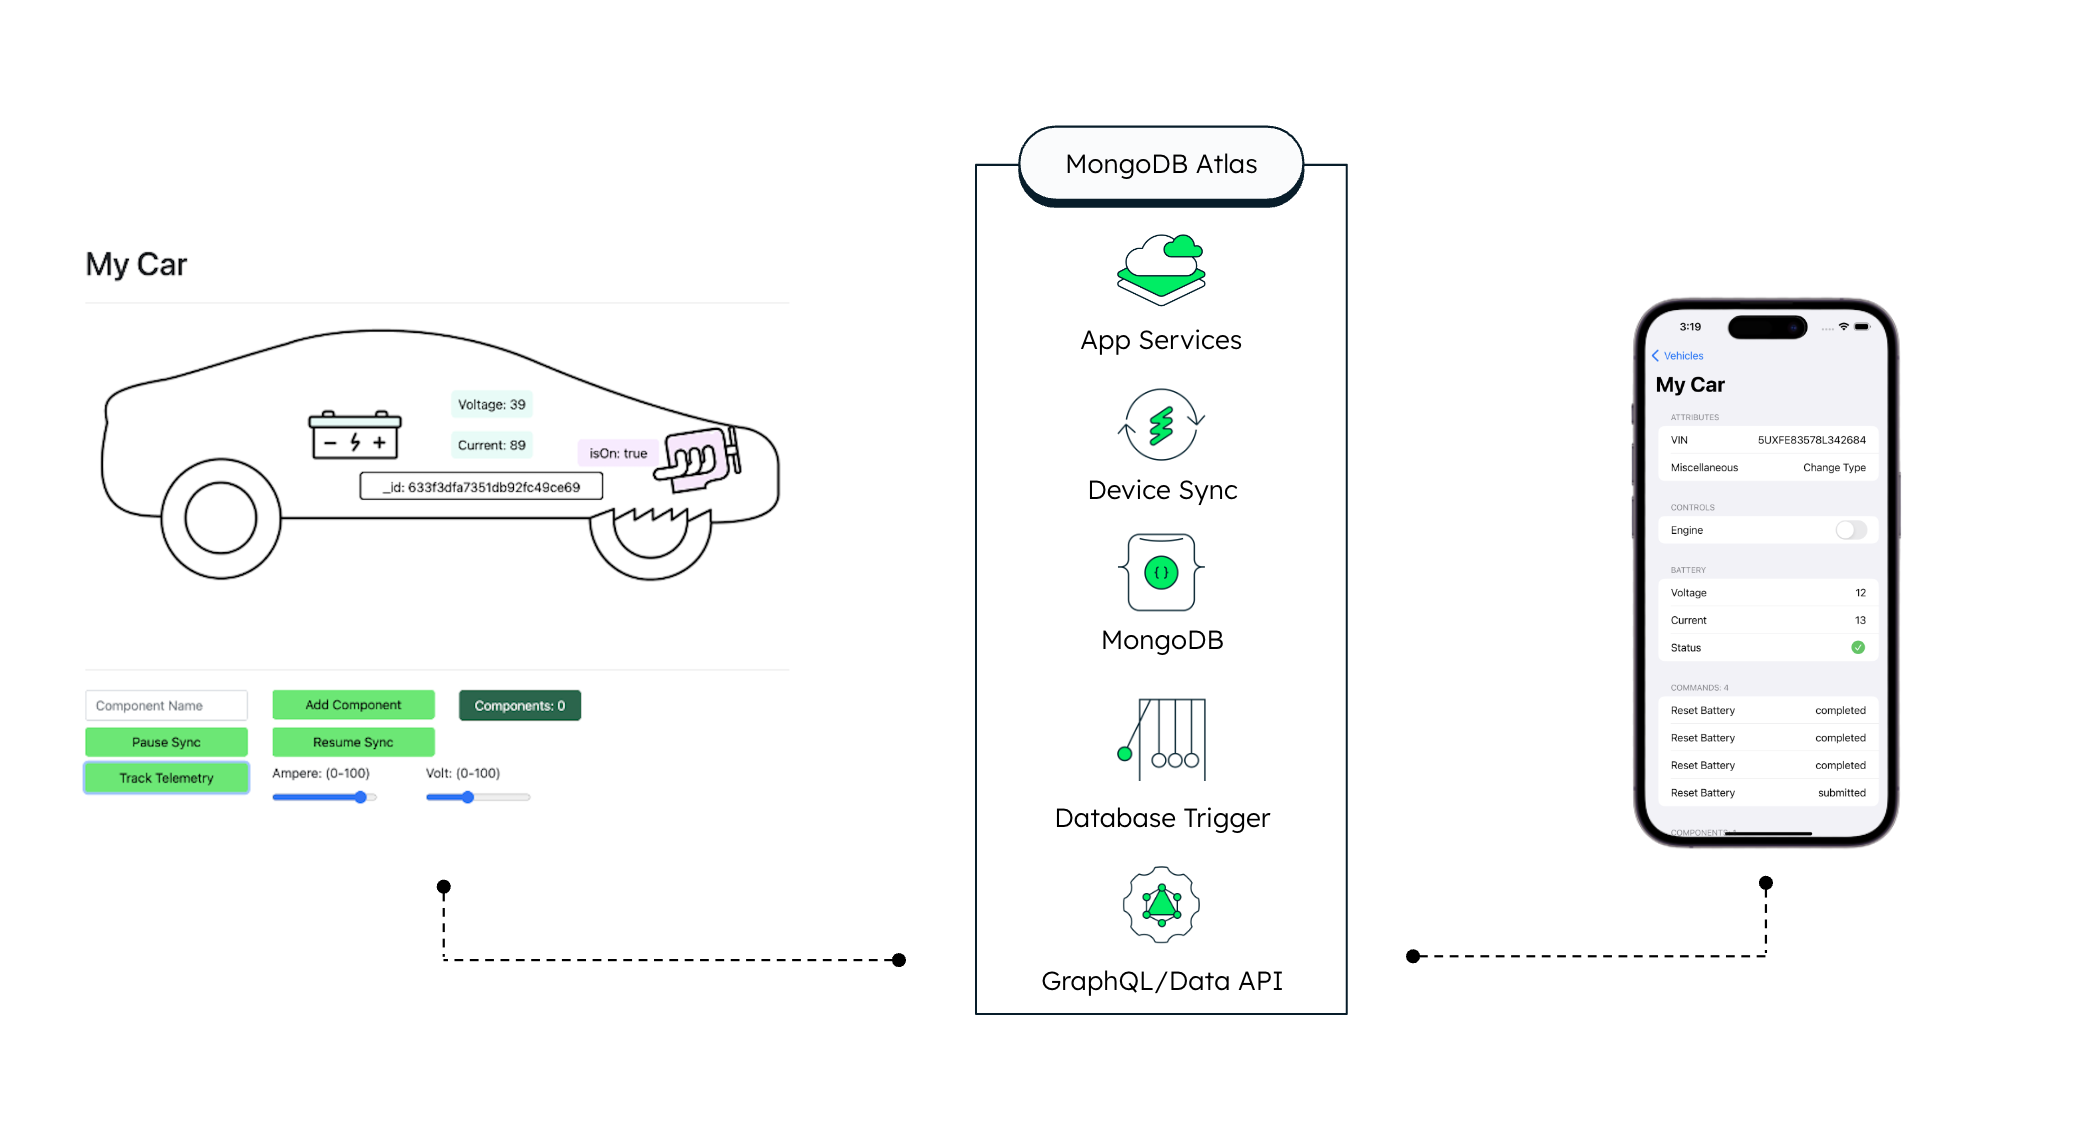 My Car
Voltage: 39
Current: 89
isOn: true
_id: 633f3dfa7351db92fc49ce69
Component Name
Add Component
Components: 0
Pause Sync
Resume Sync
Track Telemetry
Ampere: (0-100)
Volt: (0-100)
MongoDB Atlas
App Services
Device Sync
MongoDB
Database Trigger
GraphQL/Data API
3:19
Vehicles
My Car
ATTRIBUTES
VIN 5UXFE83578L342684
Miscellaneous Change Type
CONTROLS
Engine
BATTERY
Voltage 12
Current 13
Status
COMMANDS: 4
Reset Battery completed
Reset Battery completed
Reset Battery completed
Reset Battery submitted